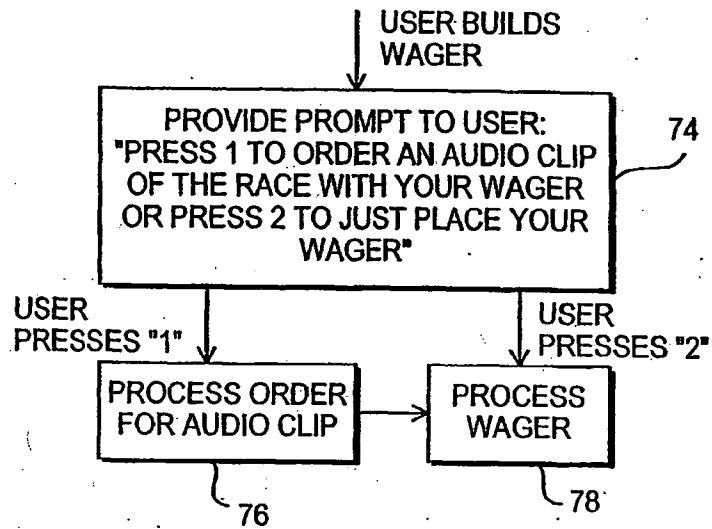 USER BUILDS
WAGER
PROVIDE PROMPT TO USER:
"PRESS 1 TO ORDER AN AUDIO CLIP
OF THE RACE WITH YOUR WAGER
OR PRESS 2 TO JUST PLACE YOUR
WAGER"
74
USER
PRESSES "1"
USER
PRESSES "2"
PROCESS ORDER
FOR AUDIO CLIP
PROCESS
WAGER
76
78